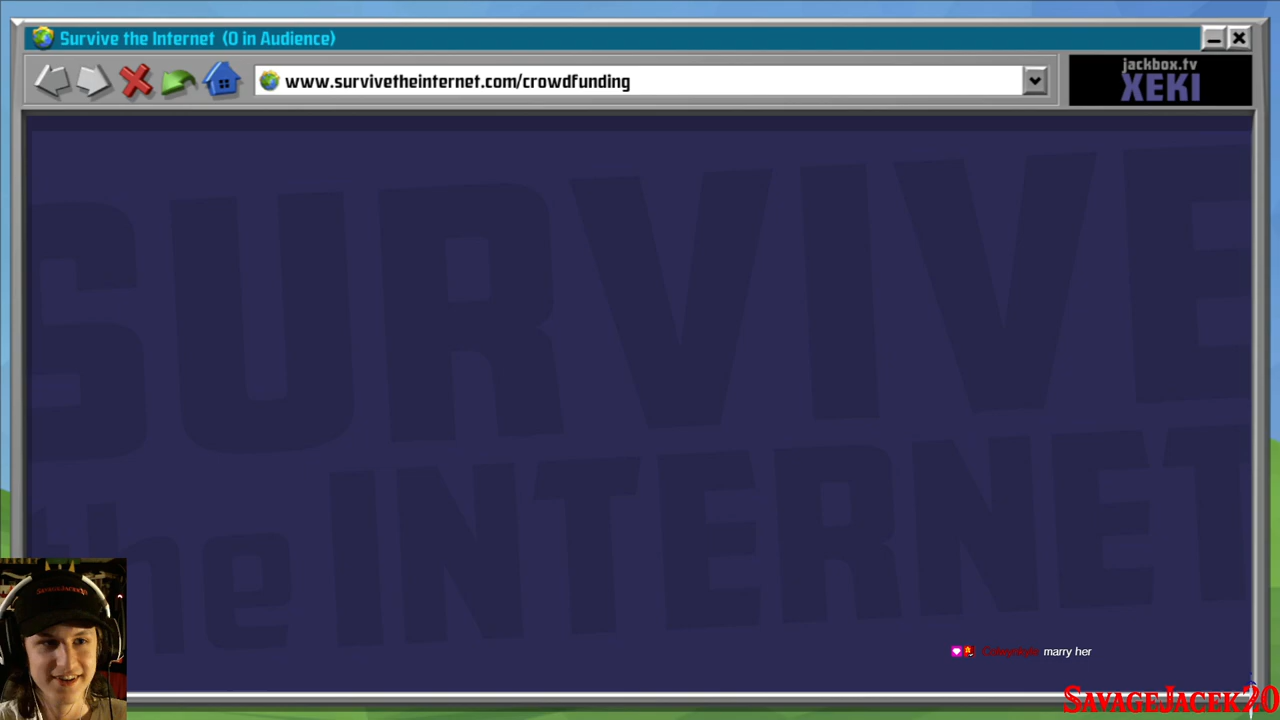 Survive the Internet (0 in Audience)
www.survivetheinternet.com/crowdfunding
jackbox.tv
XEKI
SURVIVE
the INTERNET
marry her
SAVAGEJACEK20
SAVAGEJACEK20